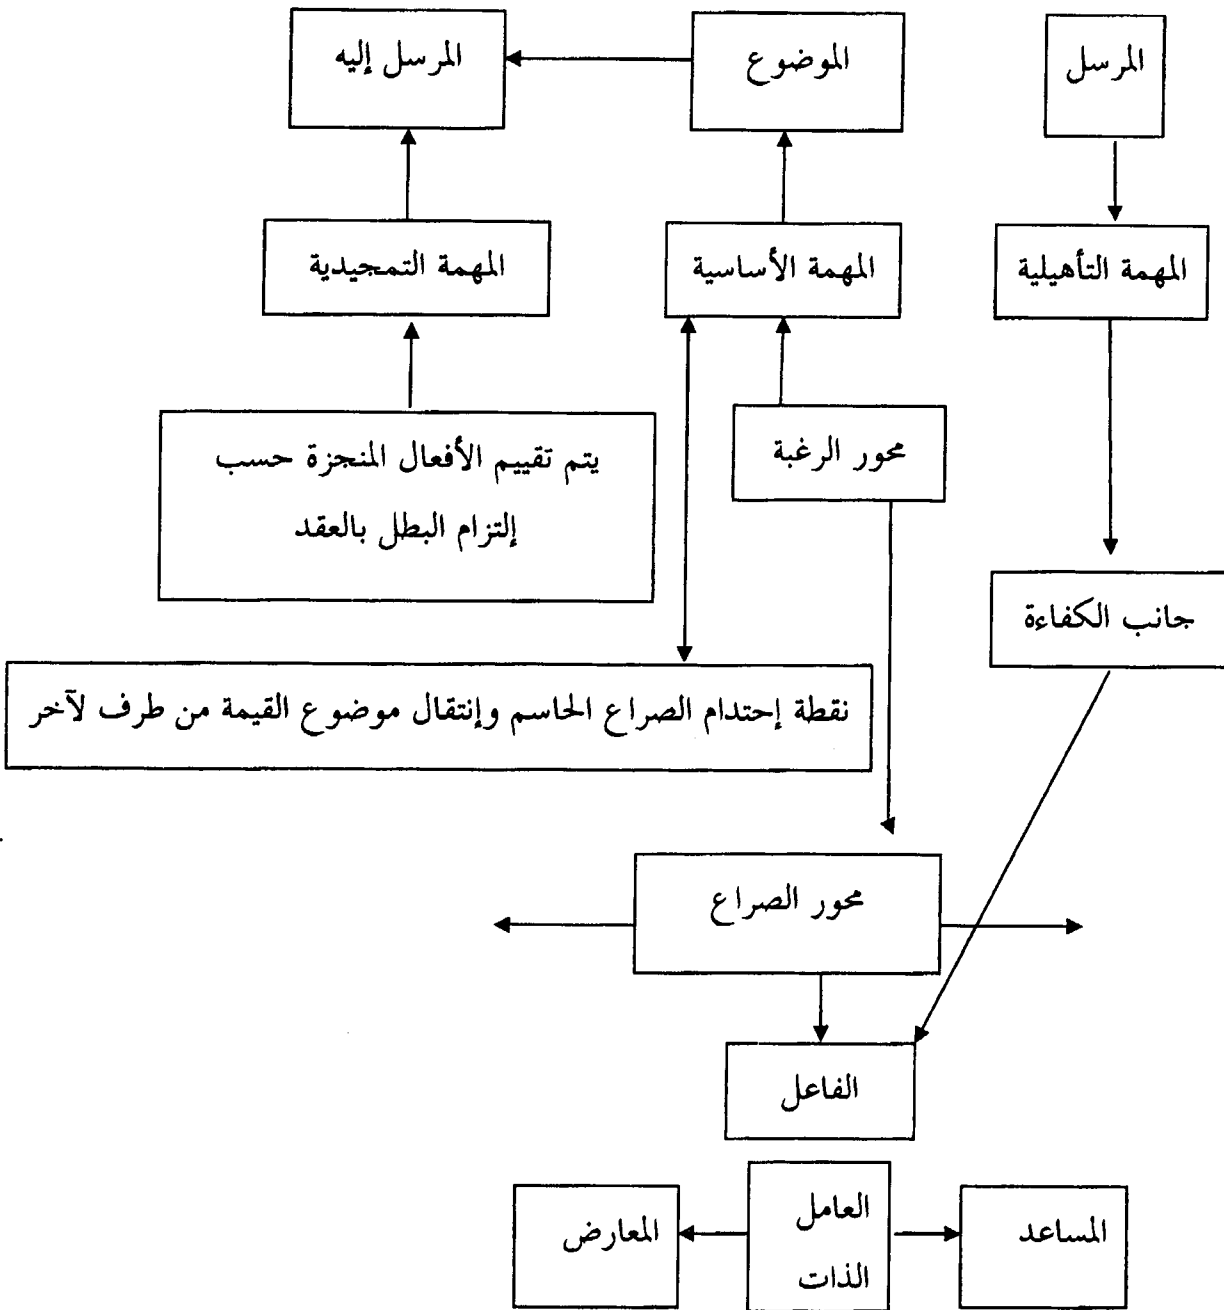 المرسل
الموضوع
المرسل إليه
المهمة التأهيلية
المهمة الأساسية
المهمة التمجيدية
محور الرغبة
يتم تقييم الأفعال المنجزة حسب
إلتزام البطل بالعقد
جانب الكفاءة
نقطة إحتدام الصراع الحاسم وإنتقال موضوع القيمة من طرف لآخر
محور الصراع
الفاعل
المساعد
العامل
الذات
المعارض